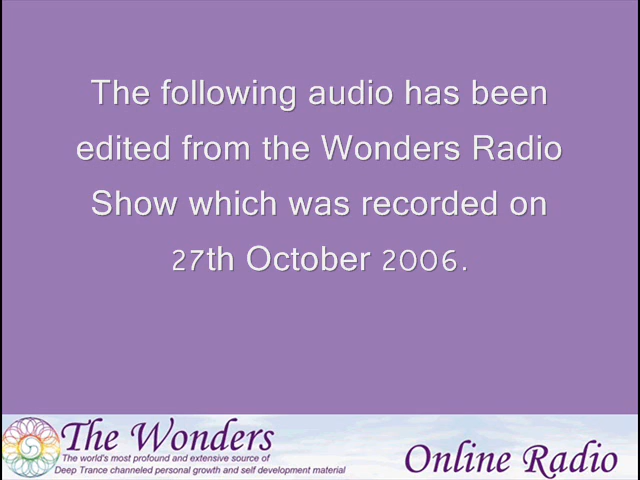 The following audio has been
edited from the Wonders Radio
Show which was recorded on
27th October 2006.
The Wonders
The world's most profound and extensive source of
Deep Trance channeled personal growth and self development material
Online Radio